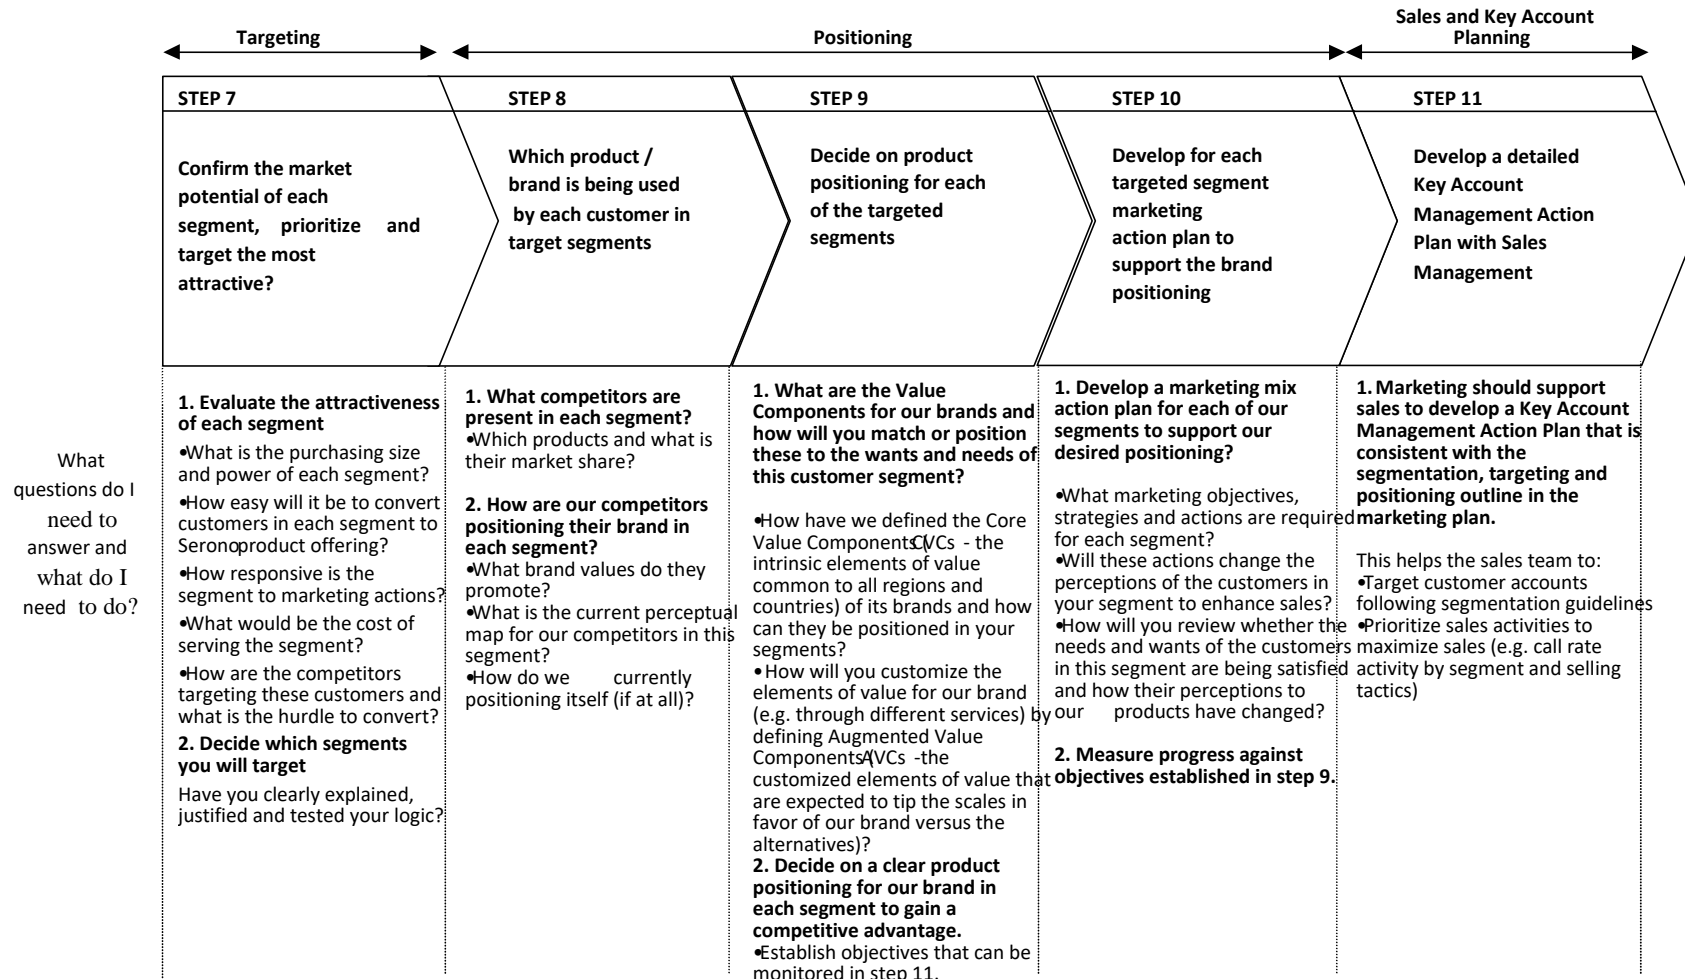 Targeting
Positioning
Sales and Key Account
Planning
STEP 7
Confirm the market
potential of each
segment, prioritize and
target the most
attractive?
STEP 8
Which product /
brand is being used
by each customer in
target segments
STEP 9
Decide on product
positioning for each
of the targeted
segments
STEP 10
Develop for each
targeted segment
marketing
action plan to
support the brand
positioning
STEP 11
Develop a detailed
Key Account
Management Action
Plan with Sales
Management
What
questions do I
need to
answer and
what do I
need to do?
1. Evaluate the attractiveness
of each segment
•What is the purchasing size
and power of each segment?
•How easy will it be to convert
customers in each segment to
Serono product offering?
•How responsive is the
segment to marketing actions?
•What would be the cost of
serving the segment?
•How are the competitors
targeting these customers and
what is the hurdle to convert?
2. Decide which segments
you will target
Have you clearly explained,
justified and tested your logic?
1. What competitors are
present in each segment?
•Which products and what is
their market share?
2. How are our competitors
positioning their brand in
each segment?
•What brand values do they
promote?
•What is the current perceptual
map for our competitors in this
segment?
•How do we currently
positioning itself (if at all)?
1. What are the Value
Components for our brands and
how will you match or position
these to the wants and needs of
this customer segment?
•How have we defined the Core
Value Components (CVCs - the
intrinsic elements of value
common to all regions and
countries) of its brands and how
can they be positioned in your
segments?
• How will you customize the
elements of value for our brand
(e.g. through different services) by
defining Augmented Value
Components (AVCs -the
customized elements of value that
are expected to tip the scales in
favor of our brand versus the
alternatives)?
2. Decide on a clear product
positioning for our brand in
each segment to gain a
competitive advantage.
•Establish objectives that can be
monitored in step 11.
1. Develop a marketing mix
action plan for each of our
segments to support our
desired positioning?
•What marketing objectives,
strategies and actions are required
for each segment?
•Will these actions change the
perceptions of the customers in
your segment to enhance sales?
•How will you review whether the
needs and wants of the customers
in this segment are being satisfied
and how their perceptions to
our products have changed?
2. Measure progress against
objectives established in step 9.
1. Marketing should support
sales to develop a Key Account
Management Action Plan that is
consistent with the
segmentation, targeting and
positioning outline in the
marketing plan.
This helps the sales team to:
•Target customer accounts
following segmentation guidelines
•Prioritize sales activities to
maximize sales (e.g. call rate
activity by segment and selling
tactics)